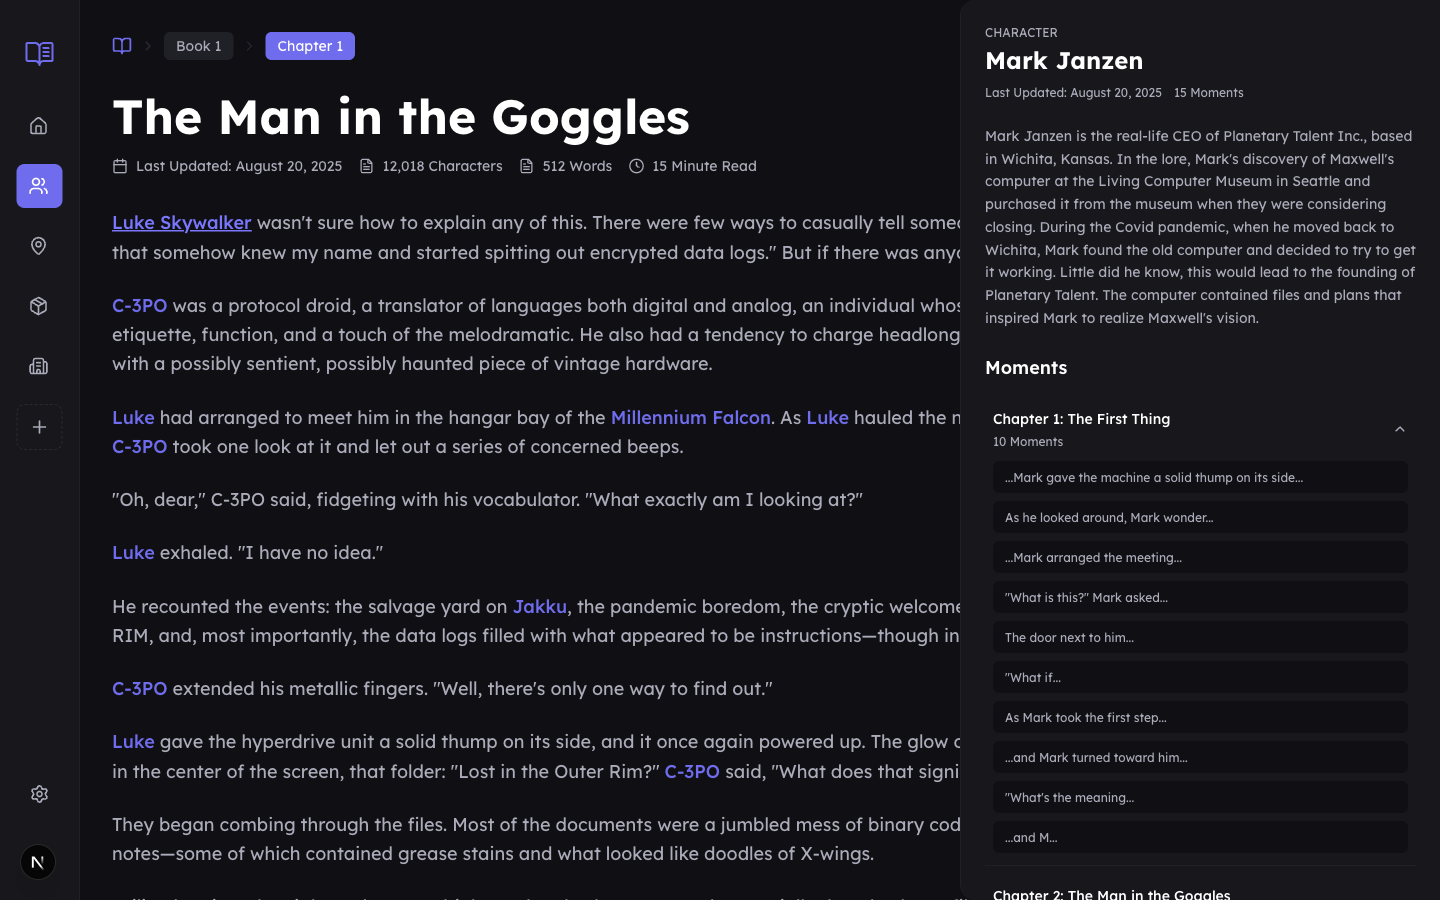 Book 1
Chapter 1
The Man in the Goggles
Last Updated: August 20, 2025 12,018 Characters 512 Words 15 Minute Read
Luke Skywalker wasn't sure how to explain any of this. There were few ways to casually tell
that somehow knew my name and started spitting out encrypted data logs." But if there was
C-3PO was a protocol droid, a translator of languages both digital and analog, an individual
etiquette, function, and a touch of the melodramatic. He also had a tendency to charge headlong
with a possibly sentient, possibly haunted piece of vintage hardware.
Luke had arranged to meet him in the hangar bay of the Millennium Falcon. As Luke hauled the
C-3PO took one look at it and let out a series of concerned beeps.
"Oh, dear," C-3PO said, fidgeting with his vocabulator. "What exactly am I looking at?"
Luke exhaled. "I have no idea."
He recounted the events: the salvage yard on Jakku, the pandemic boredom, the cryptic welcome
RIM, and, most importantly, the data logs filled with what appeared to be instructions—though in
C-3PO extended his metallic fingers. "Well, there's only one way to find out."
Luke gave the hyperdrive unit a solid thump on its side, and it once again powered up. The glow
in the center of the screen, that folder: "Lost in the Outer Rim?" C-3PO said, "What does that
They began combing through the files. Most of the documents were a jumbled mess of binary
notes—some of which contained grease stains and what looked like doodles of X-wings.
N
CHARACTER
Mark Janzen
Last Updated: August 20, 2025 15 Moments
Mark Janzen is the real-life CEO of Planetary Talent Inc., based
in Wichita, Kansas. In the lore, Mark's discovery of Maxwell's
computer at the Living Computer Museum in Seattle and
purchased it from the museum when they were considering
closing. During the Covid pandemic, when he moved back to
Wichita, Mark found the old computer and decided to try to get
it working. Little did he know, this would lead to the founding of
Planetary Talent. The computer contained files and plans that
inspired Mark to realize Maxwell's vision.
Moments
Chapter 1: The First Thing
10 Moments
...Mark gave the machine a solid thump on its side...
As he looked around, Mark wonder...
...Mark arranged the meeting...
"What is this?" Mark asked...
The door next to him...
"What if...
As Mark took the first step...
...and Mark turned toward him...
"What's the meaning...
...and M...
Chapter 2: The Man in the Goggles